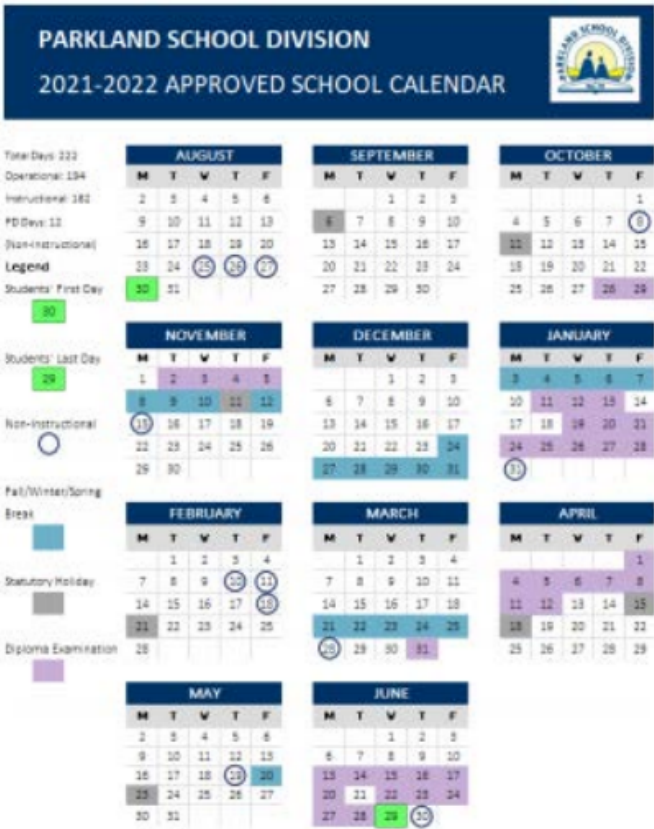 PARKLAND SCHOOL DIVISION
2021-2022 APPROVED SCHOOL CALENDAR
PARKLAND SCHOOL DIVISION
Total Days: 222
Operational: 194
Instructional: 182
PD Days: 12
(Non-Instructional)
Legend
Students' First Day
30
Students' Last Day
29
Non-Instructional
Fall/Winter/Spring
Break
Statutory Holiday
Diploma Examination
AUGUST
M T W T F
2 3 4 5 6
9 10 11 12 13
16 17 18 19 20
23 24 25 26 27
30 31
SEPTEMBER
M T W T F
1 2 3
6 7 8 9 10
13 14 15 16 17
20 21 22 23 24
27 28 29 30
OCTOBER
M T W T F
1
4 5 6 7 8
11 12 13 14 15
18 19 20 21 22
25 26 27 28 29
NOVEMBER
M T W T F
1 2 3 4 5
8 9 10 11 12
15 16 17 18 19
22 23 24 25 26
29 30
DECEMBER
M T W T F
1 2 3
6 7 8 9 10
13 14 15 16 17
20 21 22 23 24
27 28 29 30 31
JANUARY
M T W T F
3 4 5 6 7
10 11 12 13 14
17 18 19 20 21
24 25 26 27 28
31
FEBRUARY
M T W T F
1 2 3 4
7 8 9 10 11
14 15 16 17 18
21 22 23 24 25
28
MARCH
M T W T F
1 2 3 4
7 8 9 10 11
14 15 16 17 18
21 22 23 24 25
28 29 30 31
APRIL
M T W T F
1
4 5 6 7 8
11 12 13 14 15
18 19 20 21 22
25 26 27 28 29
MAY
M T W T F
2 3 4 5 6
9 10 11 12 13
16 17 18 19 20
23 24 25 26 27
30 31
JUNE
M T W T F
1 2 3
6 7 8 9 10
13 14 15 16 17
20 21 22 23 24
27 28 29 30